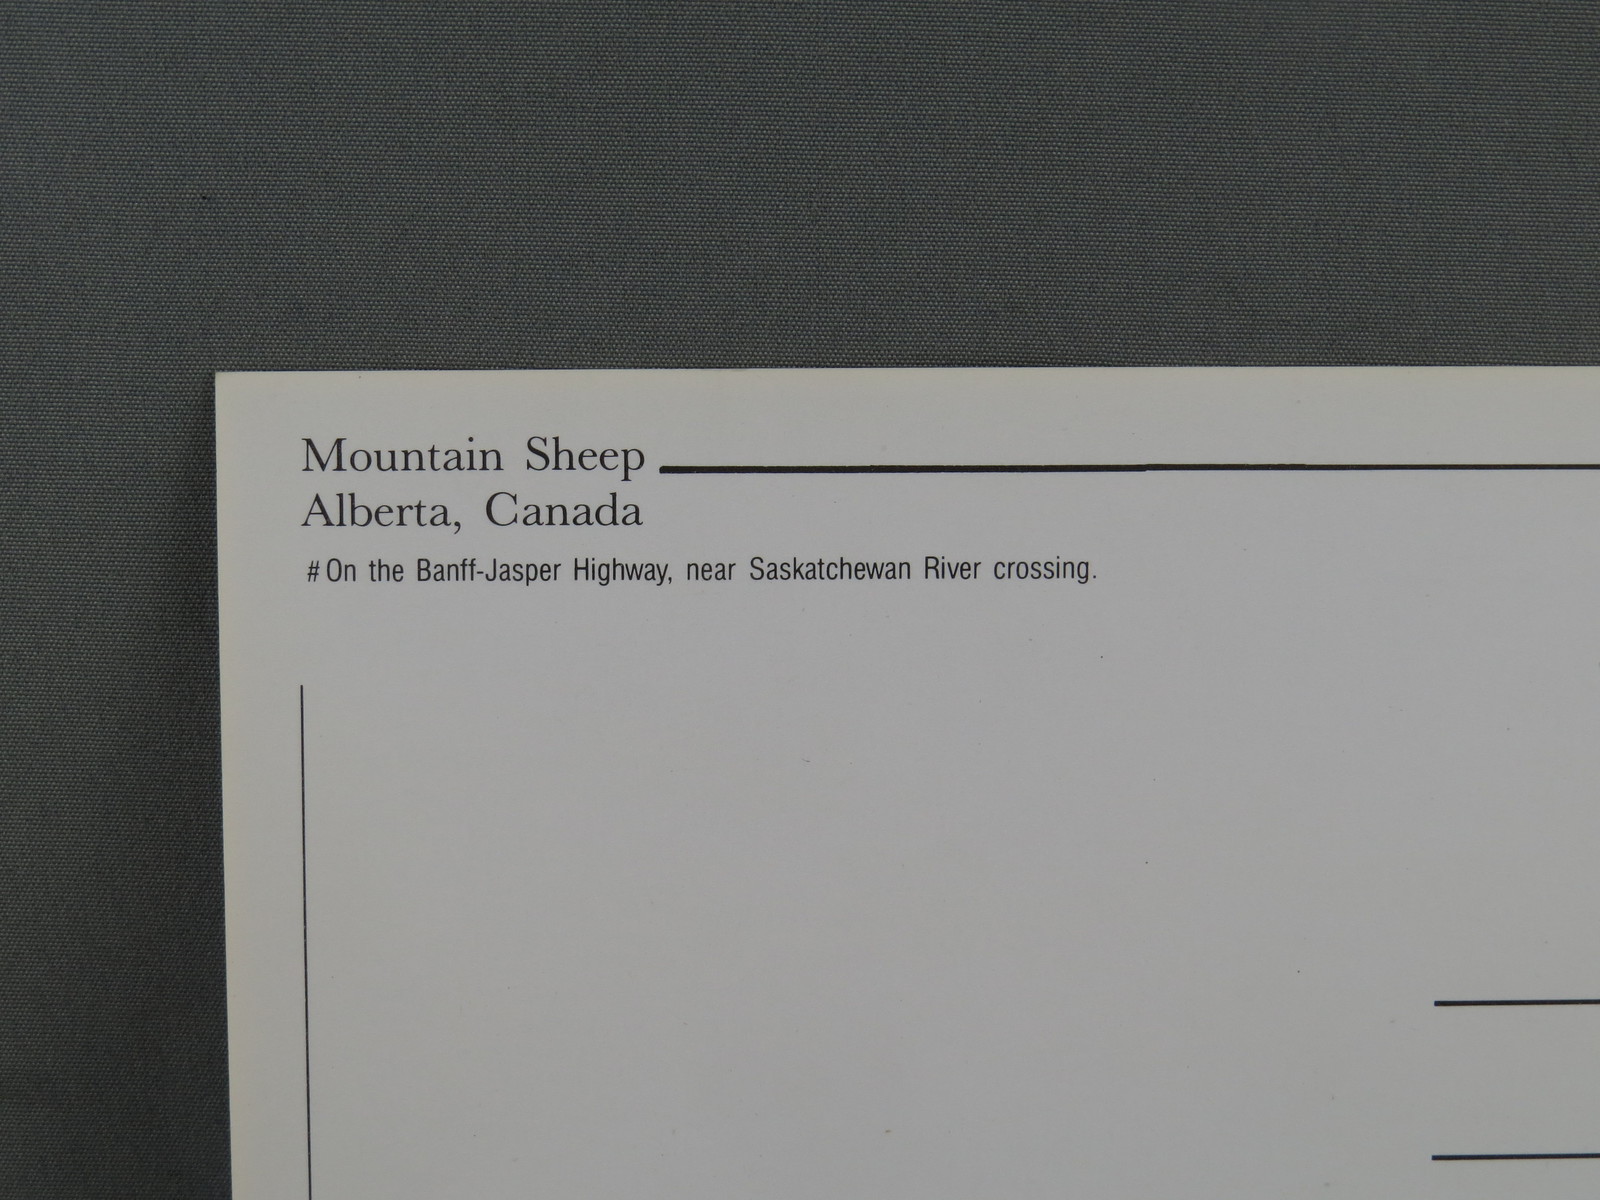 Mountain Sheep
Alberta, Canada
# On the Banff-Jasper Highway, near Saskatchewan River crossing.